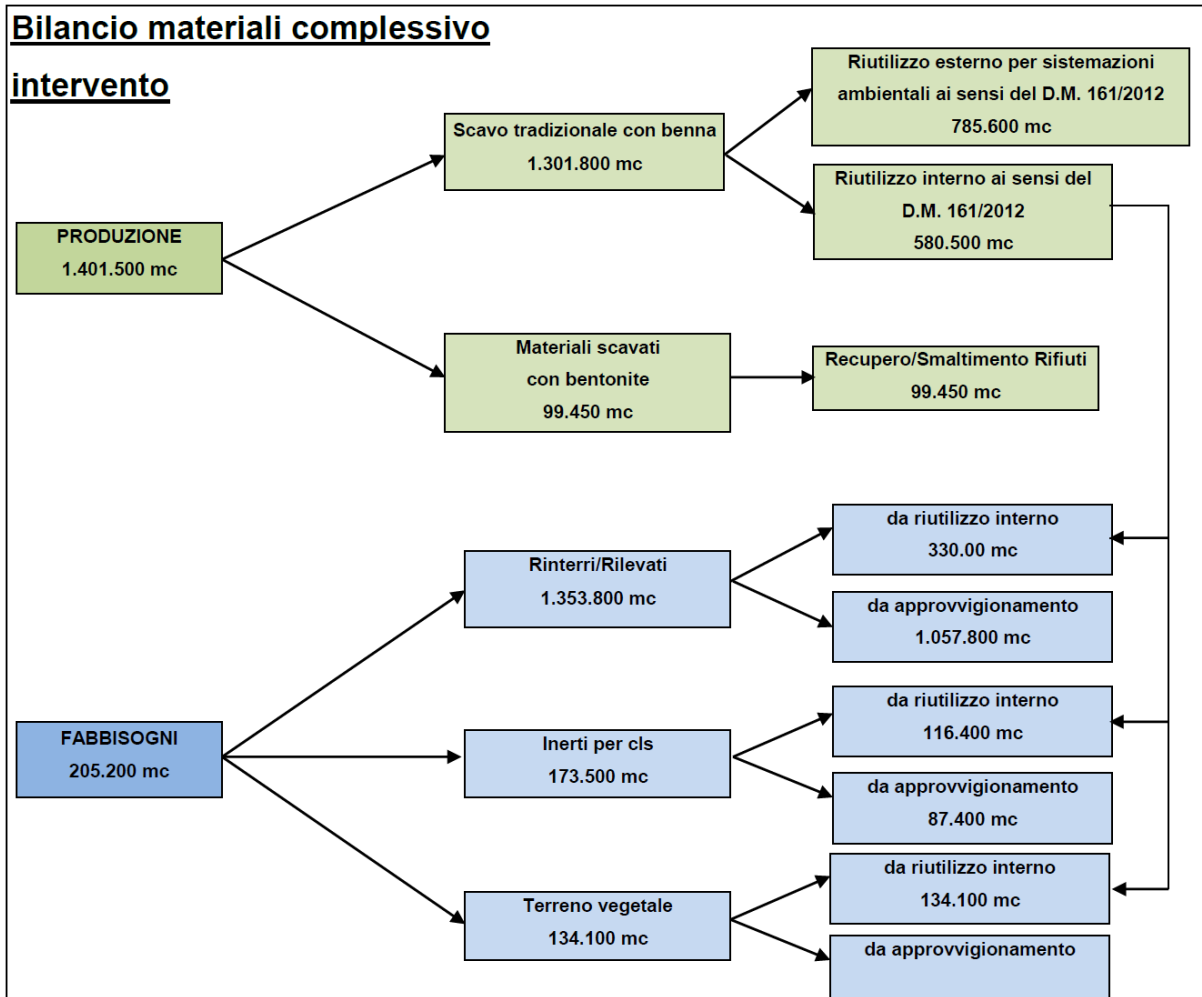 Bilancio materiali complessivo
intervento
PRODUZIONE
1.401.500 mc
Scavo tradizionale con benna
1.301.800 mc
Riutilizzo esterno per sistemazioni
ambientali ai sensi del D.M. 161/2012
785.600 mc
Riutilizzo interno ai sensi del
D.M. 161/2012
580.500 mc
Materiali scavati
con bentonite
99.450 mc
Recupero/Smaltimento Rifiuti
99.450 mc
FABBISOGNI
205.200 mc
Rinterri/Rilevati
1.353.800 mc
da riutilizzo interno
330.00 mc
da approvvigionamento
1.057.800 mc
Inerti per cls
173.500 mc
da riutilizzo interno
116.400 mc
da approvvigionamento
87.400 mc
Terreno vegetale
134.100 mc
da riutilizzo interno
134.100 mc
da approvvigionamento